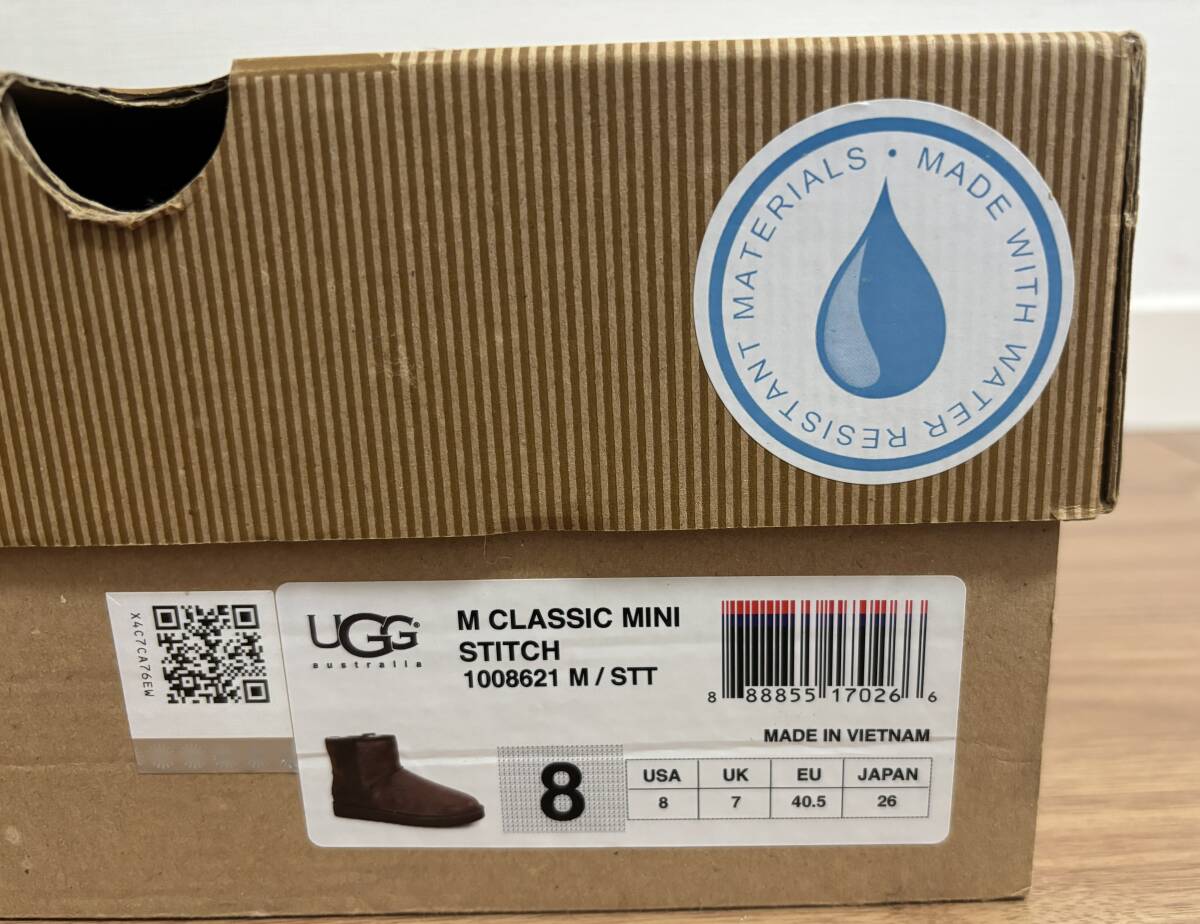 MADE WITH WATER RESISTANT MATERIALS •
X4C7CA76EW
UGG®
australia
M CLASSIC MINI
STITCH
1008621 M / STT
8 88855 17026 6
MADE IN VIETNAM
8
USA UK EU JAPAN
8 7 40.5 26